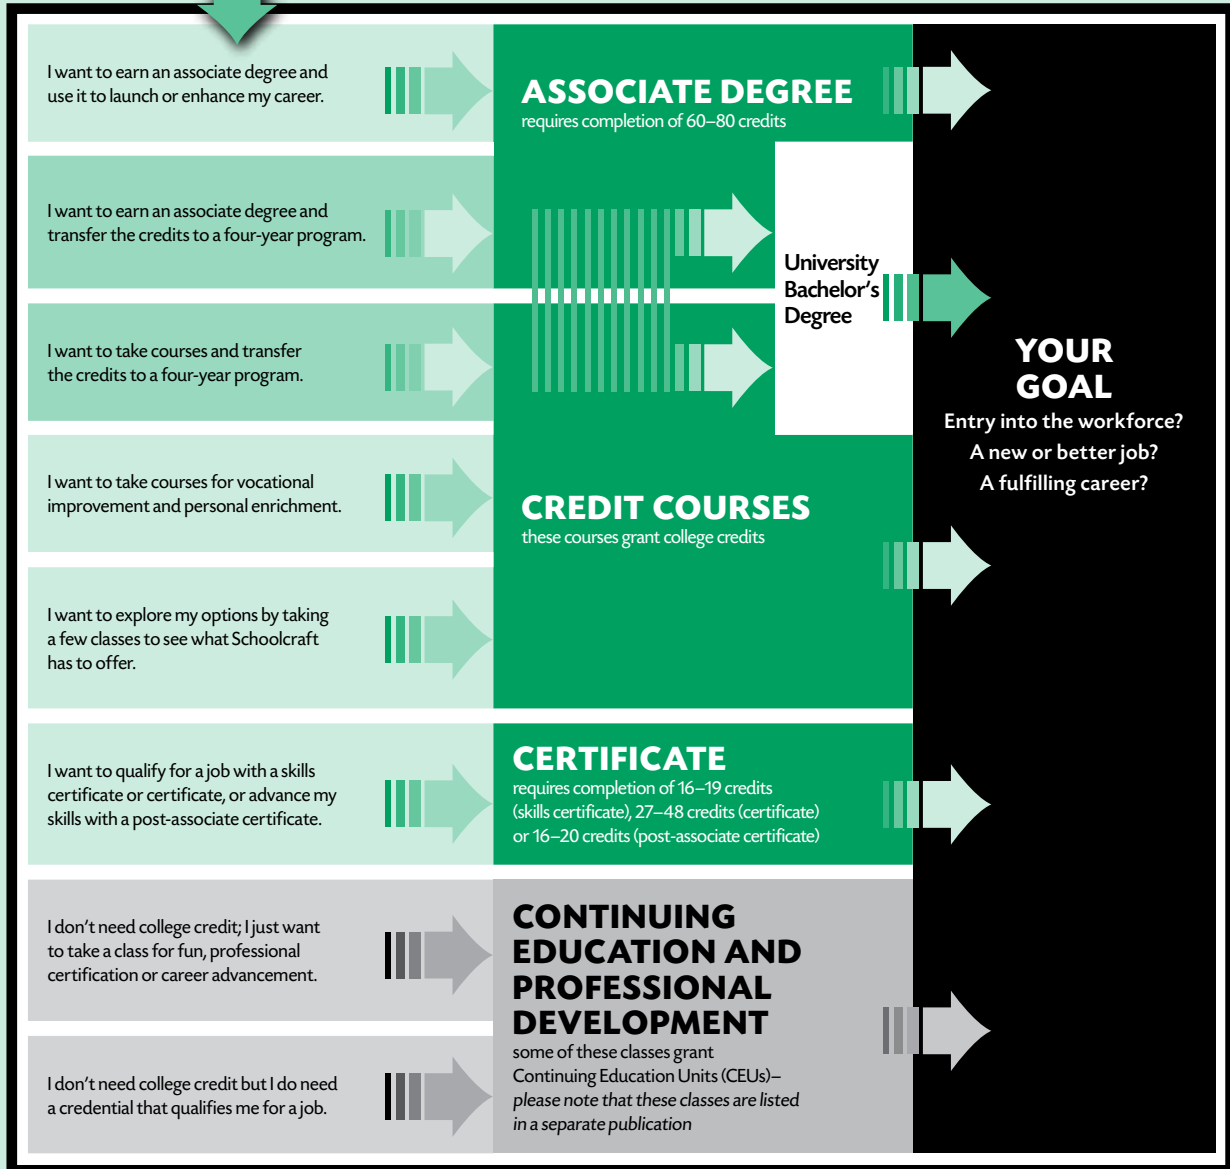 I want to earn an associate degree and
use it to launch or enhance my career.
ASSOCIATE DEGREE
requires completion of 60–80 credits
I want to earn an associate degree and
transfer the credits to a four-year program.
University
Bachelor's
Degree
I want to take courses and transfer
the credits to a four-year program.
YOUR
GOAL
Entry into the workforce?
A new or better job?
A fulfilling career?
I want to take courses for vocational
improvement and personal enrichment.
CREDIT COURSES
these courses grant college credits
I want to explore my options by taking
a few classes to see what Schoolcraft
has to offer.
I want to qualify for a job with a skills
certificate or certificate, or advance my
skills with a post-associate certificate.
CERTIFICATE
requires completion of 16–19 credits
(skills certificate), 27–48 credits (certificate)
or 16–20 credits (post-associate certificate)
I don't need college credit; I just want
to take a class for fun, professional
certification or career advancement.
CONTINUING
EDUCATION AND
PROFESSIONAL
DEVELOPMENT
some of these classes grant
Continuing Education Units (CEUs)–
please note that these classes are listed
in a separate publication
I don't need college credit but I do need
a credential that qualifies me for a job.